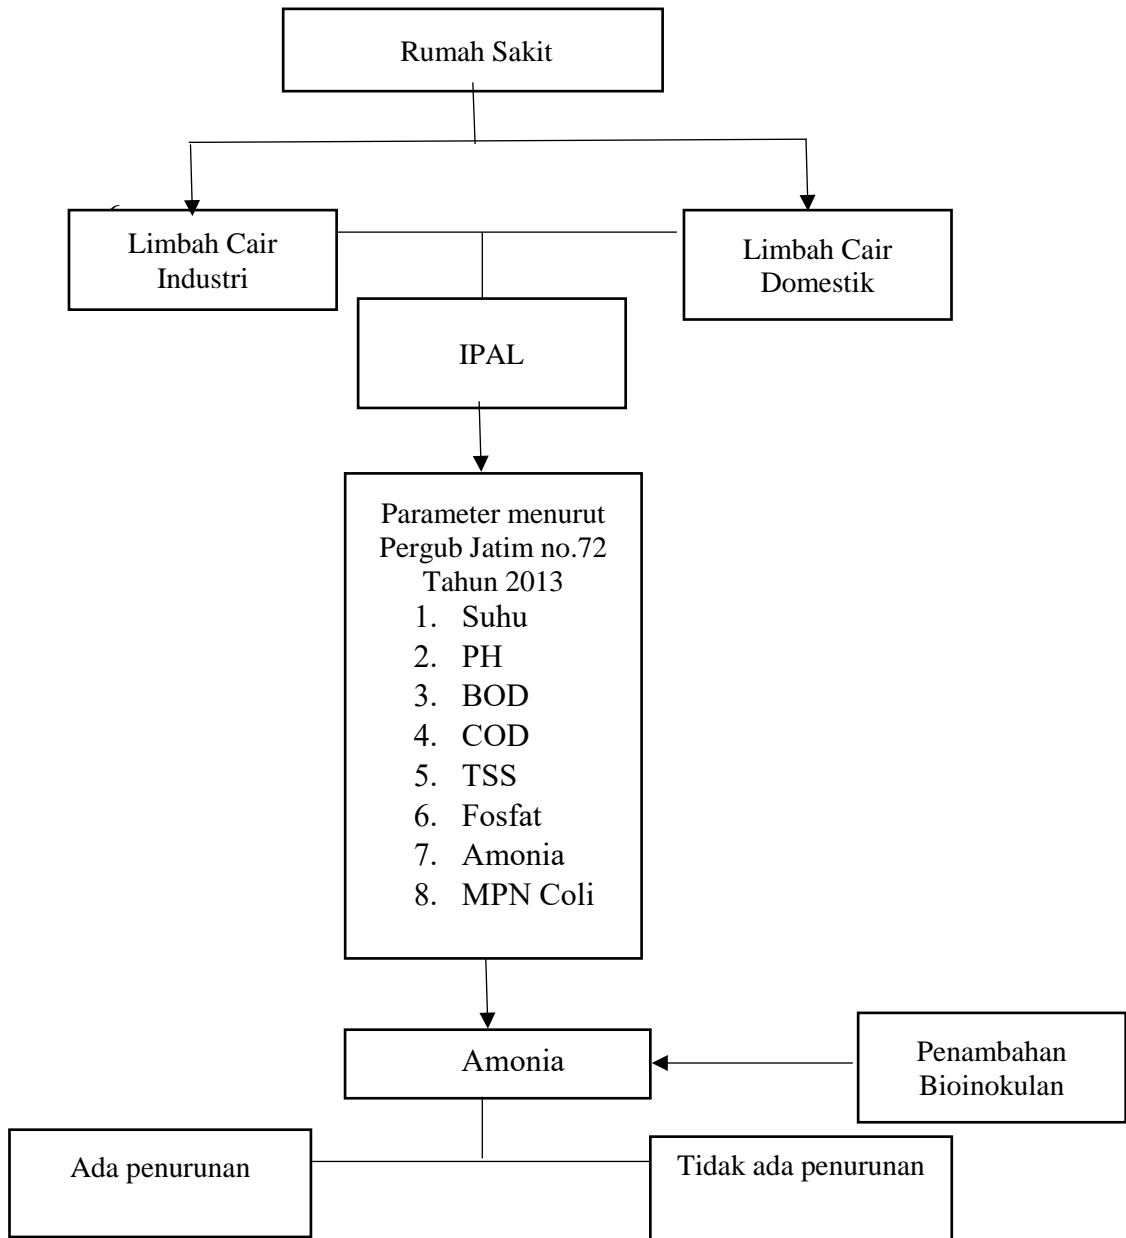 Rumah Sakit
Limbah Cair
Industri
Limbah Cair
Domestik
IPAL
Parameter menurut
Pergub Jatim no.72
Tahun 2013
1. Suhu
2. PH
3. BOD
4. COD
5. TSS
6. Fosfat
7. Amonia
8. MPN Coli
Amonia
Penambahan
Bioinokulan
Ada penurunan
Tidak ada penurunan